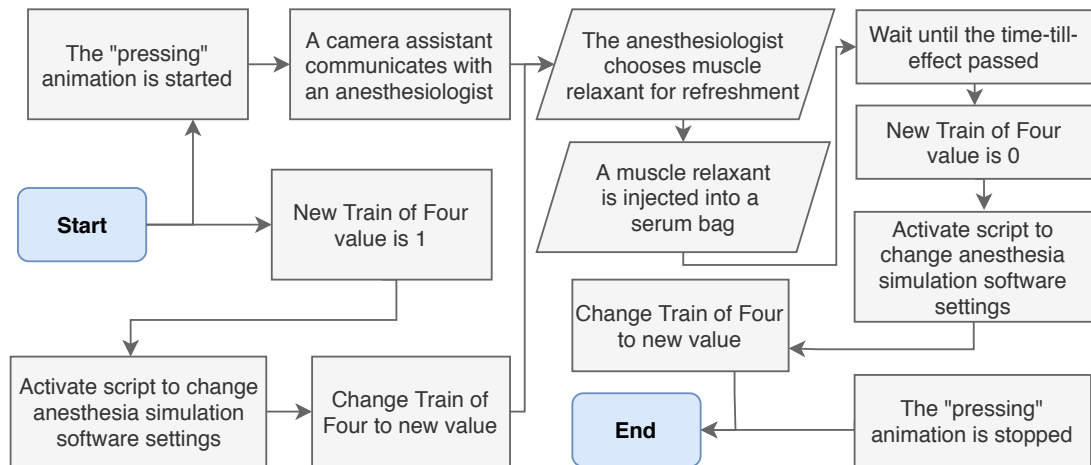 The "pressing"
animation is started
A camera assistant
communicates with
an anesthesiologist
The anesthesiologist
chooses muscle
relaxant for refreshment
Wait until the time-till-
effect passed
New Train of Four
value is 0
A muscle relaxant
is injected into a
serum bag
Start
New Train of Four
value is 1
Activate script to
change anesthesia
simulation software
settings
Change Train of Four
to new value
Activate script to change
anesthesia simulation
software settings
Change Train of
Four to new value
End
The "pressing"
animation is stopped